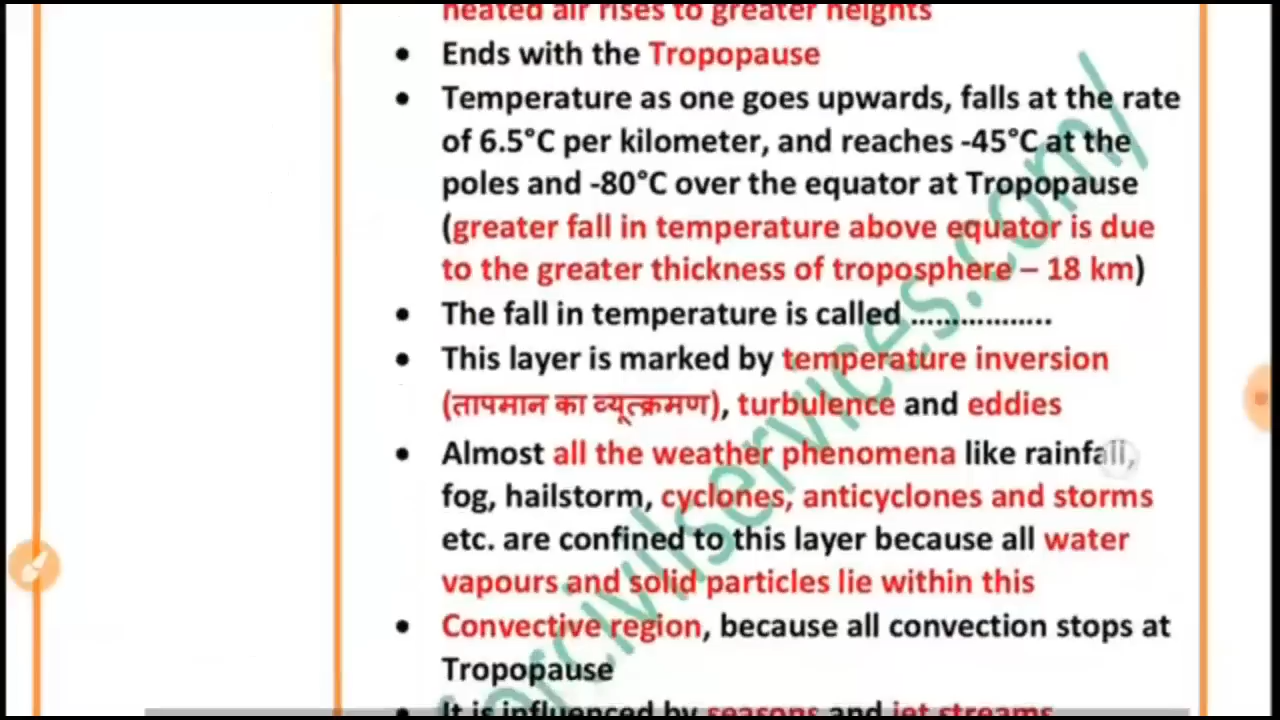 heated air rises to greater heights
• Ends with the Tropopause
• Temperature as one goes upwards, falls at the rate
of 6.5°C per kilometer, and reaches -45°C at the
poles and -80°C over the equator at Tropopause
(greater fall in temperature above equator is due
to the greater thickness of troposphere – 18 km)
• The fall in temperature is called .................
• This layer is marked by temperature inversion
(तापमान का व्यूत्क्रमण), turbulence and eddies
• Almost all the weather phenomena like rainfall,
fog, hailstorm, cyclones, anticyclones and storms
etc. are confined to this layer because all water
vapours and solid particles lie within this
• Convective region, because all convection stops at
Tropopause
• It is influenced by seasons and jet streams
orcivilservices.com/